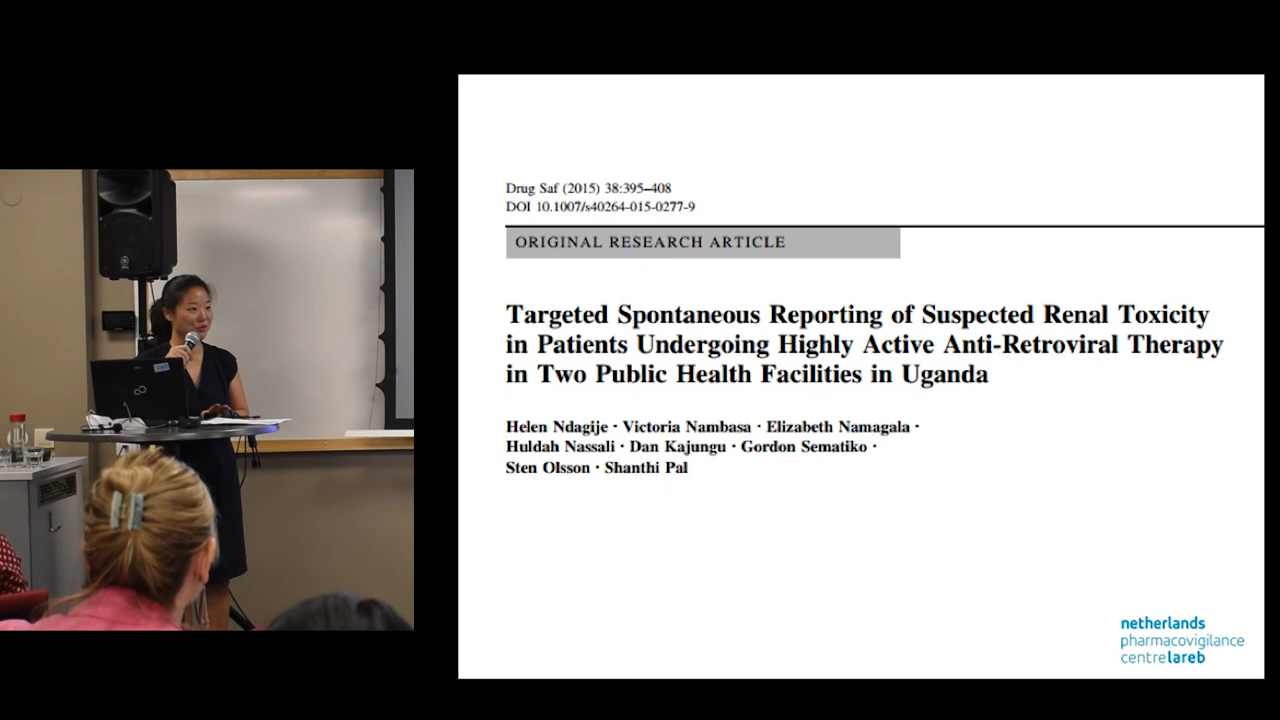 Drug Saf (2015) 38:395–408
DOI 10.1007/s40264-015-0277-9
ORIGINAL RESEARCH ARTICLE
Targeted Spontaneous Reporting of Suspected Renal Toxicity
in Patients Undergoing Highly Active Anti-Retroviral Therapy
in Two Public Health Facilities in Uganda
Helen Ndagije · Victoria Nambasa · Elizabeth Namagala ·
Huldah Nassali · Dan Kajungu · Gordon Sematiko ·
Sten Olsson · Shanthi Pal
netherlands
pharmacovigilance
centrelareb